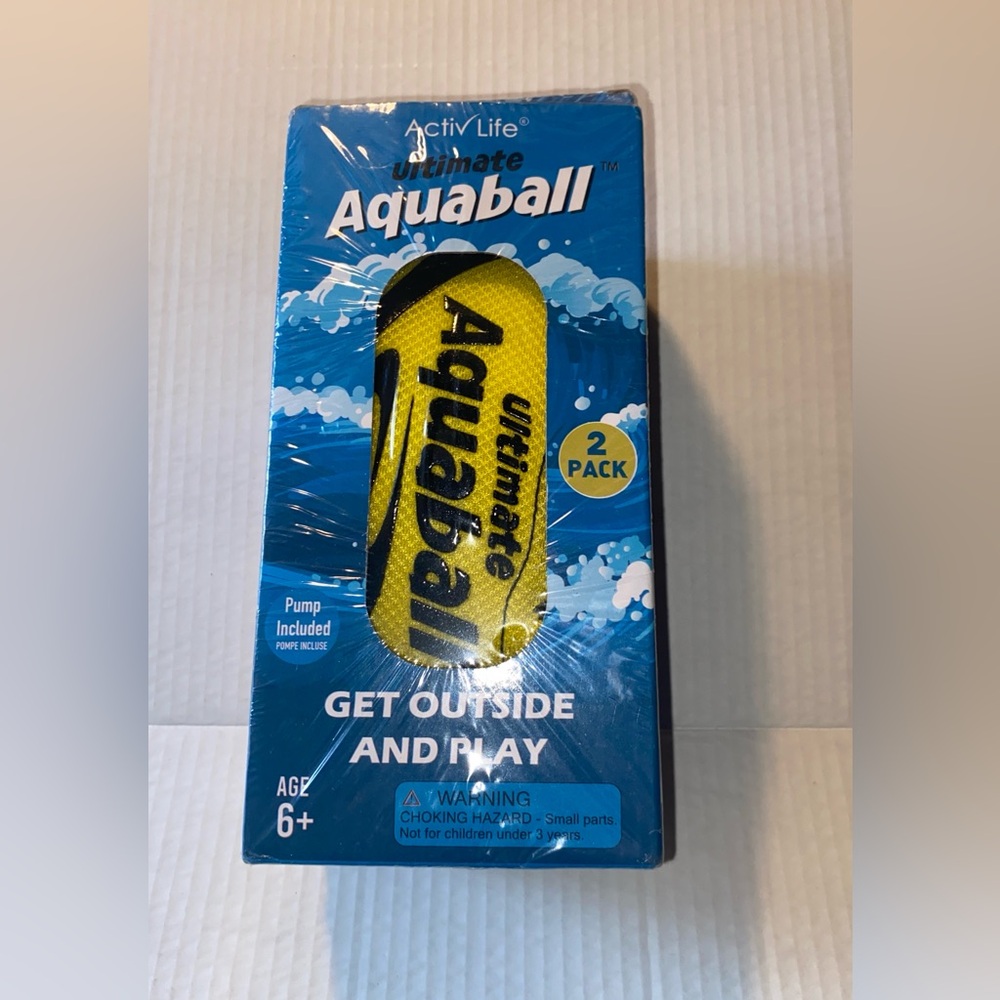 Activ Life®
ultimate
Aquaball™
ultimate
Aquaball
2
PACK
Pump
Included
POMPE INCLUSE
GET OUTSIDE
AND PLAY
AGE
6+
⚠ WARNING
CHOKING HAZARD - Small parts.
Not for children under 3 years.